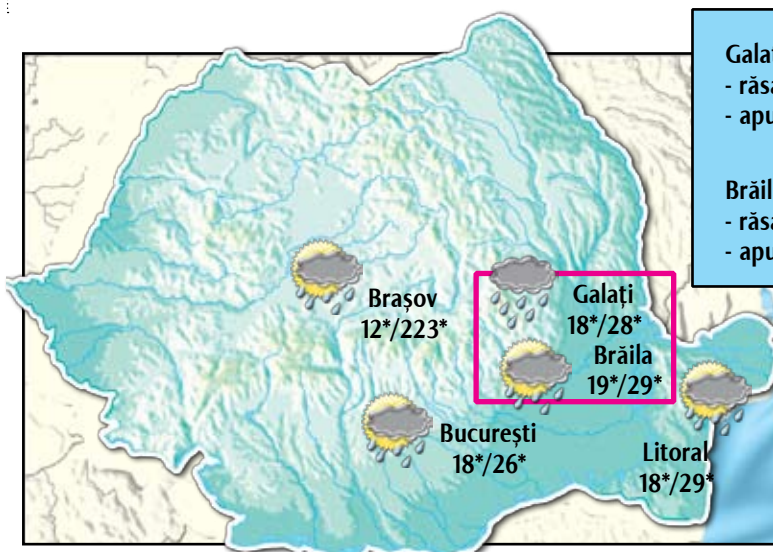 Brașov
12*/223*
Galați
18*/28*
Brăila
19*/29*
București
18*/26*
Litoral
18*/29*